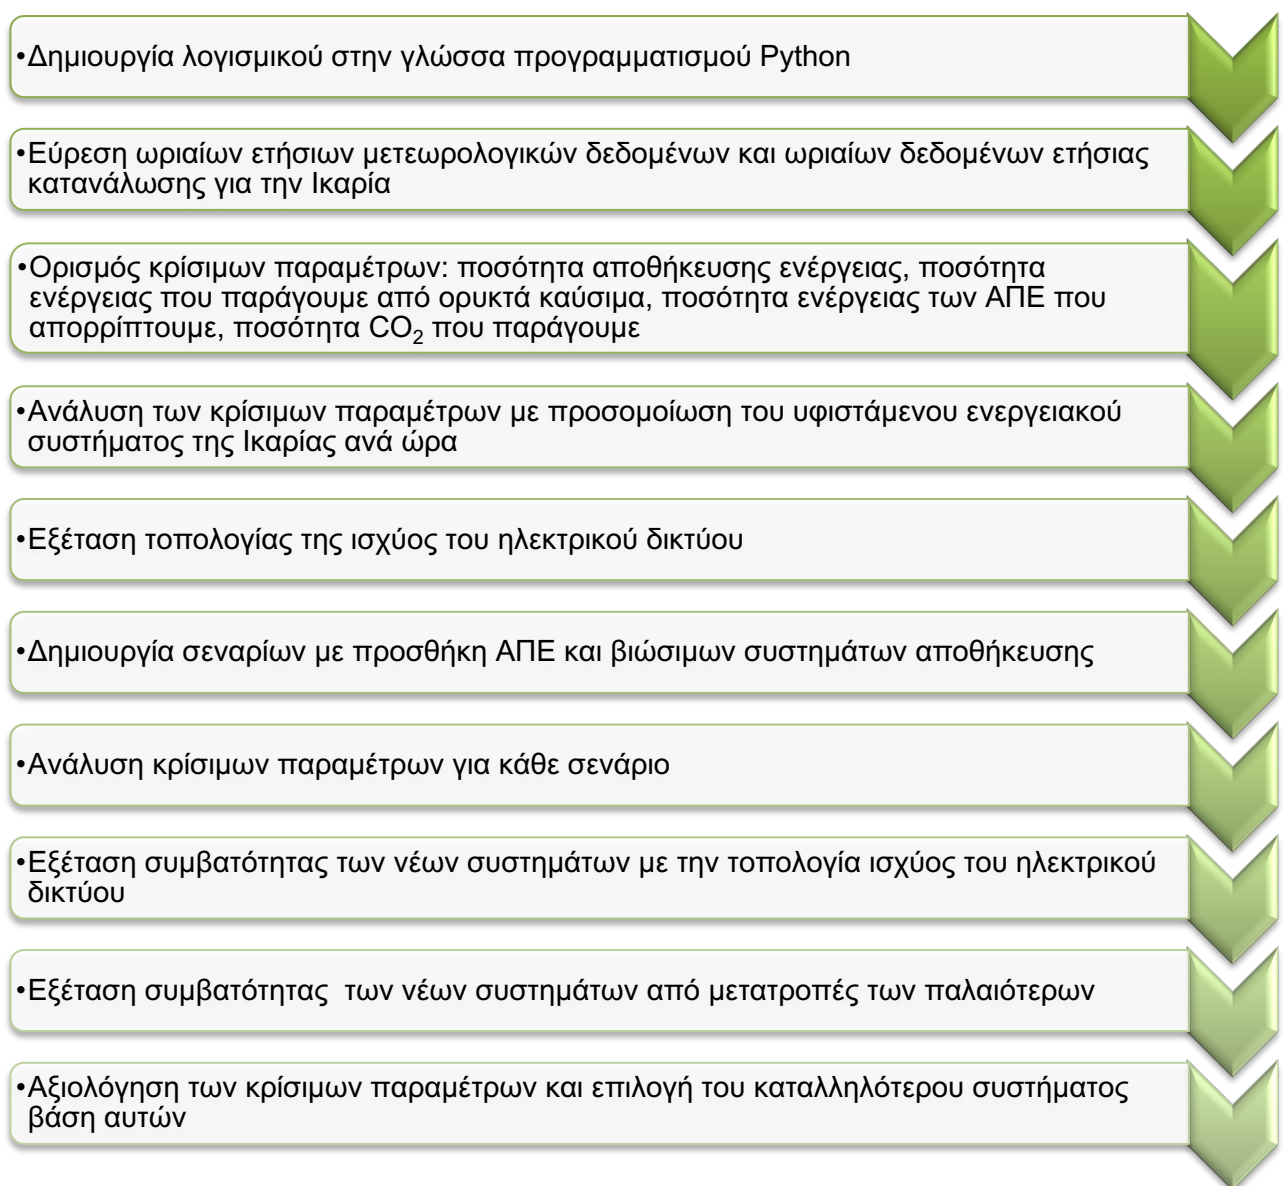 •Δημιουργία λογισμικού στην γλώσσα προγραμματισμού Python
•Εύρεση ωριαίων ετήσιων μετεωρολογικών δεδομένων και ωριαίων δεδομένων ετήσιας
κατανάλωσης για την Ικαρία
•Ορισμός κρίσιμων παραμέτρων: ποσότητα αποθήκευσης ενέργειας, ποσότητα
ενέργειας που παράγουμε από ορυκτά καύσιμα, ποσότητα ενέργειας των ΑΠΕ που
απορρίπτουμε, ποσότητα CO₂ που παράγουμε
•Ανάλυση των κρίσιμων παραμέτρων με προσομοίωση του υφιστάμενου ενεργειακού
συστήματος της Ικαρίας ανά ώρα
•Εξέταση τοπολογίας της ισχύος του ηλεκτρικού δικτύου
•Δημιουργία σεναρίων με προσθήκη ΑΠΕ και βιώσιμων συστημάτων αποθήκευσης
•Ανάλυση κρίσιμων παραμέτρων για κάθε σενάριο
•Εξέταση συμβατότητας των νέων συστημάτων με την τοπολογία ισχύος του ηλεκτρικού
δικτύου
•Εξέταση συμβατότητας  των νέων συστημάτων από μετατροπές των παλαιότερων
•Αξιολόγηση των κρίσιμων παραμέτρων και επιλογή του καταλληλότερου συστήματος
βάση αυτών